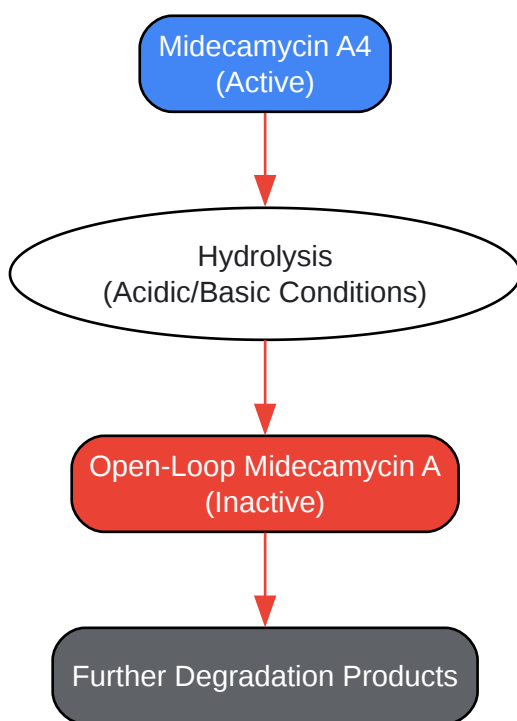 Midecamycin A4
(Active)
Hydrolysis
(Acidic/Basic Conditions)
Open-Loop Midecamycin A
(Inactive)
Further Degradation Products